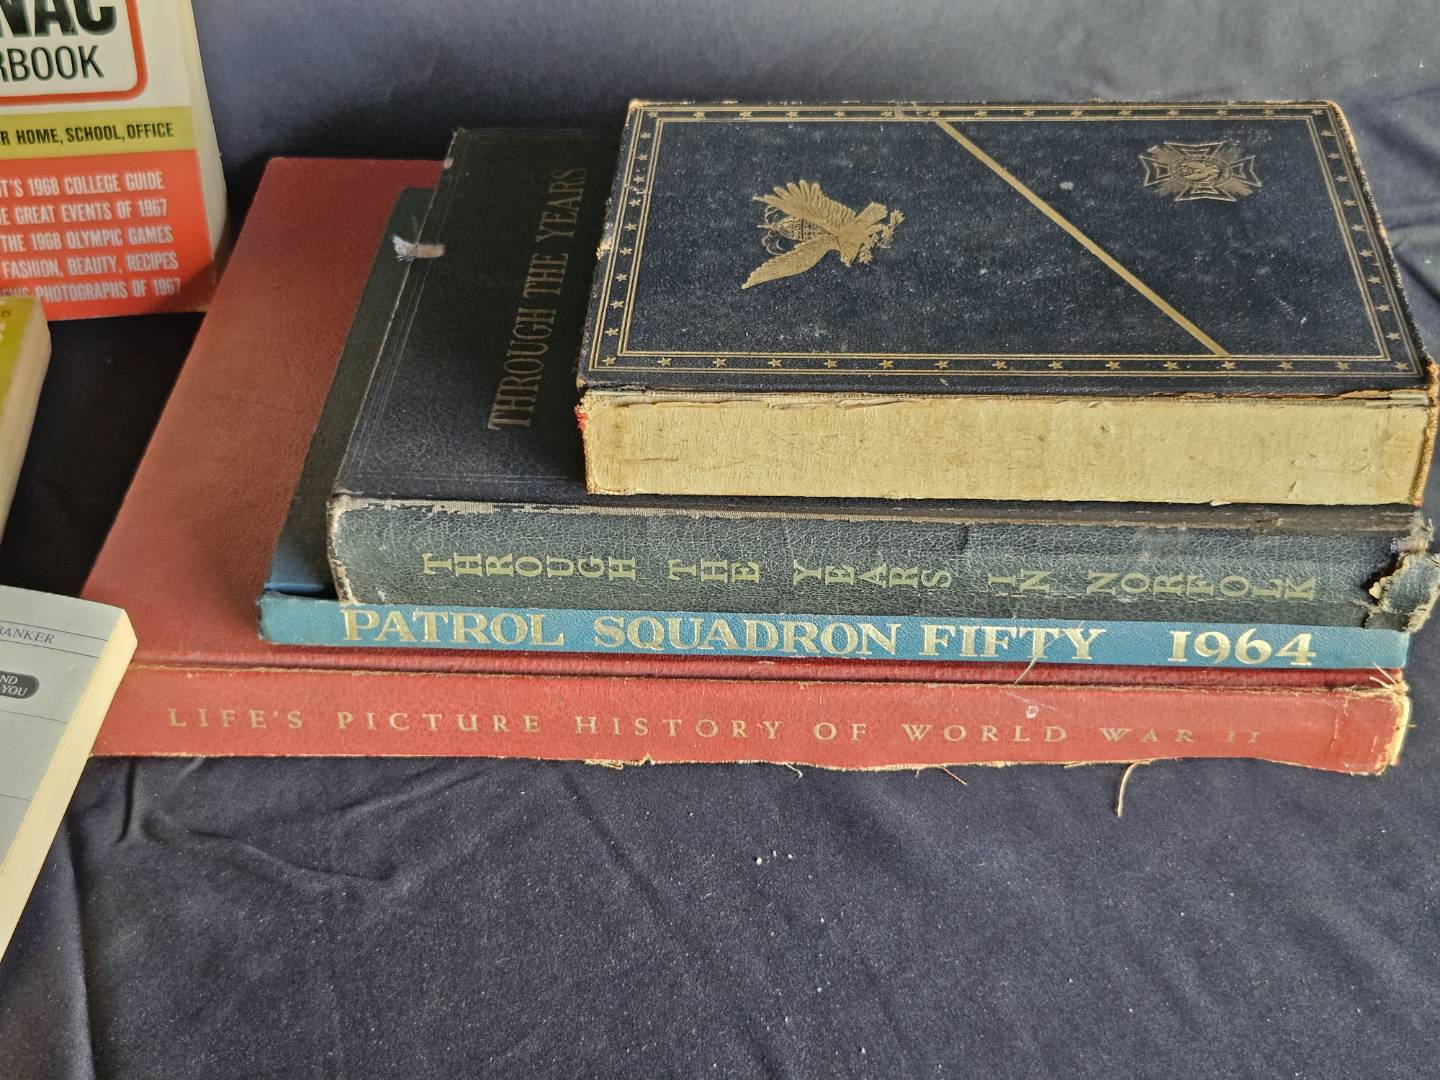 NAC
RBOOK
R HOME, SCHOOL, OFFICE
T'S 1968 COLLEGE GUIDE
E GREAT EVENTS OF 1967
THE 1968 OLYMPIC GAMES
FASHION, BEAUTY, RECIPES
PHOTOGRAPHS OF 1967
THROUGH THE YEARS
THROUGH THE YEARS IN NORFOLK
PATROL SQUADRON FIFTY 1964
LIFE'S PICTURE HISTORY OF WORLD WAR II
BANKER
ND
YOU